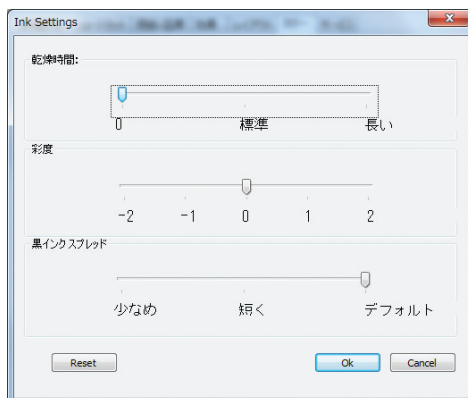 Ink Settings
乾燥時間:
0 標準 長い
彩度
-2 -1 0 1 2
黒インクスプレッド
少なめ 短く デフォルト
Reset Ok Cancel